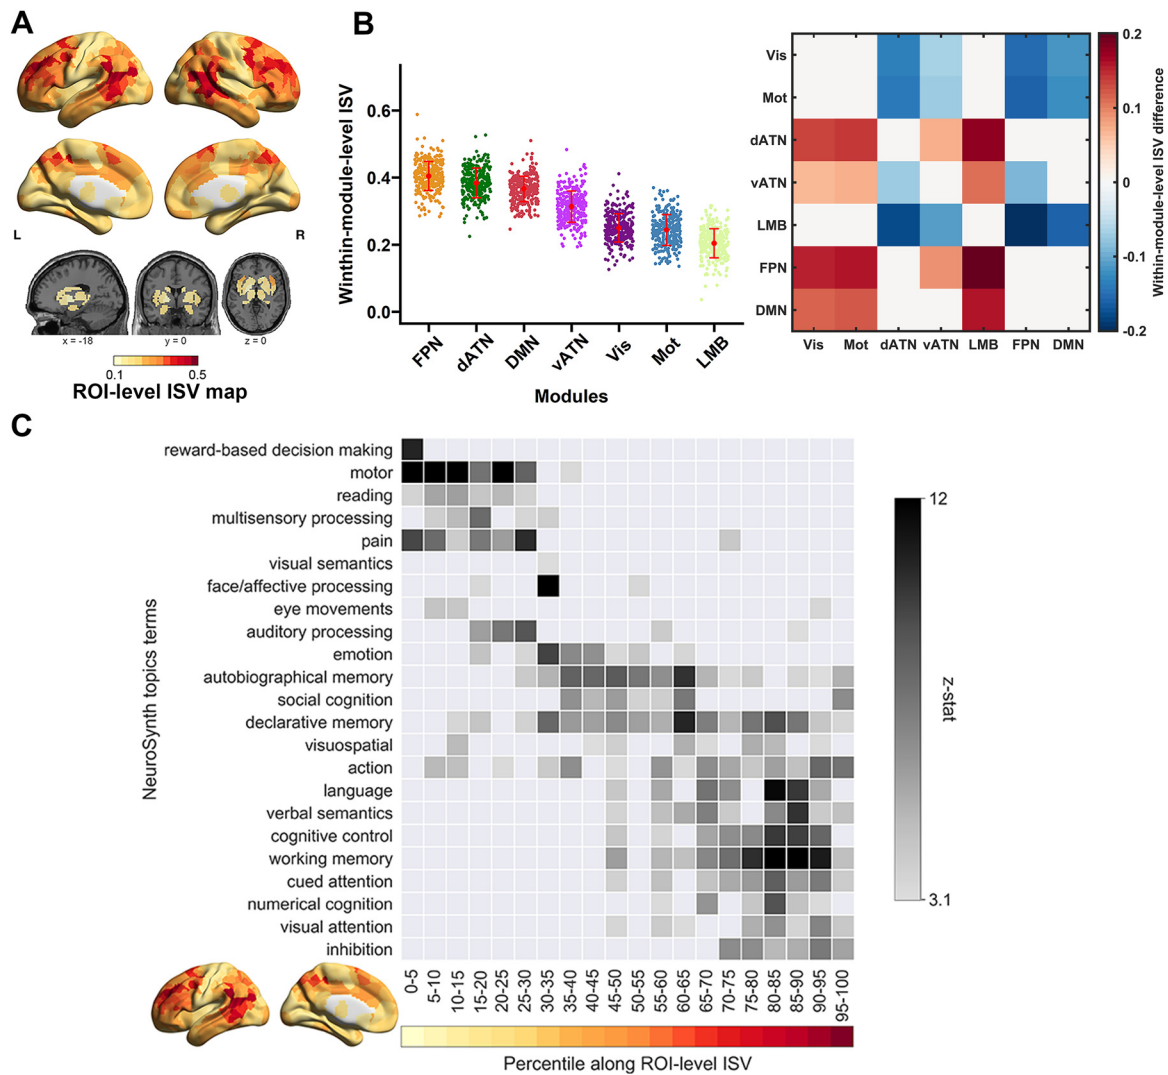 A
L
R
x = -18
y = 0
z = 0
0.1
0.5
ROI-level ISV map
B
Winthin-module-level ISV
0.6
0.4
0.2
0.0
FPN
dATN
DMN
vATN
Vis
Mot
LMB
Modules
Vis
Mot
dATN
vATN
LMB
FPN
DMN
Vis
Mot
dATN
vATN
LMB
FPN
DMN
0.2
0.1
0
-0.1
-0.2
Within-module-level ISV difference
C
NeuroSynth topics terms
reward-based decision making
motor
reading
multisensory processing
pain
visual semantics
face/affective processing
eye movements
auditory processing
emotion
autobiographical memory
social cognition
declarative memory
visuospatial
action
language
verbal semantics
cognitive control
working memory
cued attention
numerical cognition
visual attention
inhibition
0-5
5-10
10-15
15-20
20-25
25-30
30-35
35-40
40-45
45-50
50-55
55-60
60-65
65-70
70-75
75-80
80-85
85-90
90-95
95-100
Percentile along ROI-level ISV
12
3.1
z-stat